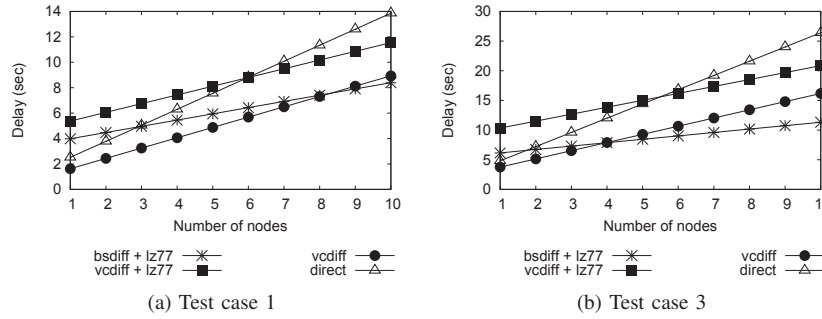 14
12
10
8
6
4
2
0
Delay (sec)
1 2 3 4 5 6 7 8 9 10
Number of nodes
bsdiff + lz77
vcdiff + lz77
vcdiff
direct
(a) Test case 1
30
25
20
15
10
5
0
Delay (sec)
1 2 3 4 5 6 7 8 9 1
Number of nodes
bsdiff + lz77
vcdiff + lz77
vcdiff
direct
(b) Test case 3